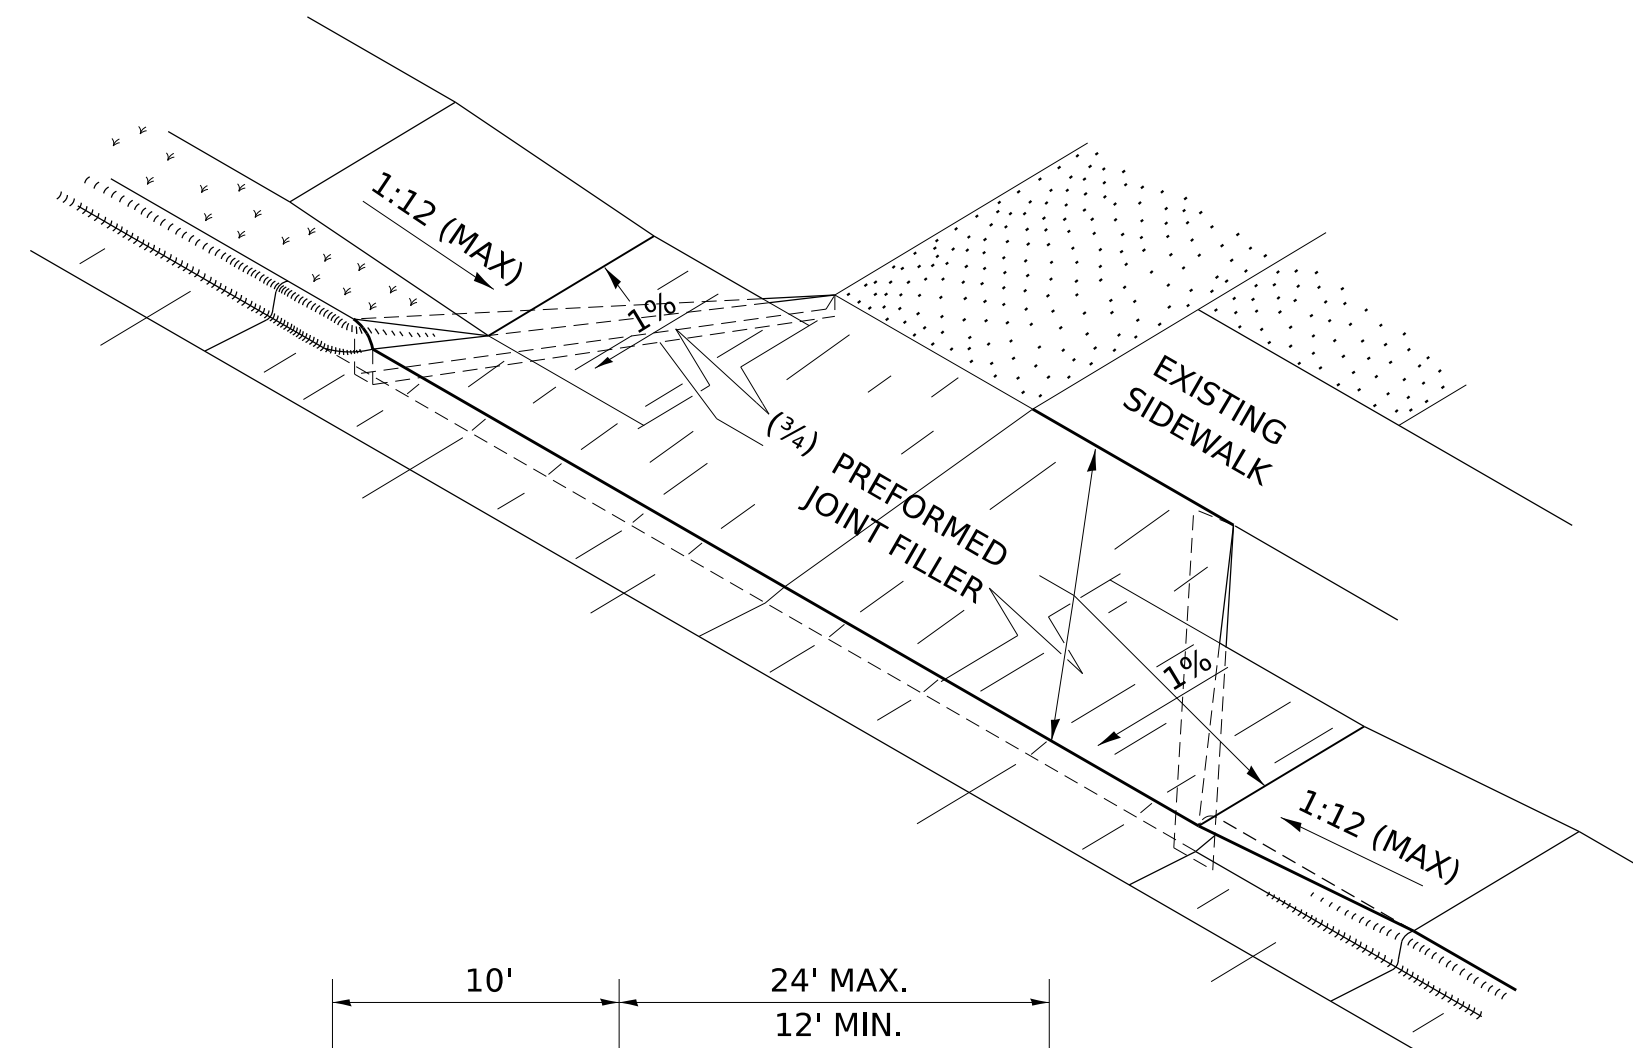 1:12 (MAX)
1%
EXISTING
SIDEWALK
(¾) PREFORMED
JOINT FILLER
1%
1:12 (MAX)
10'
24' MAX.
12' MIN.